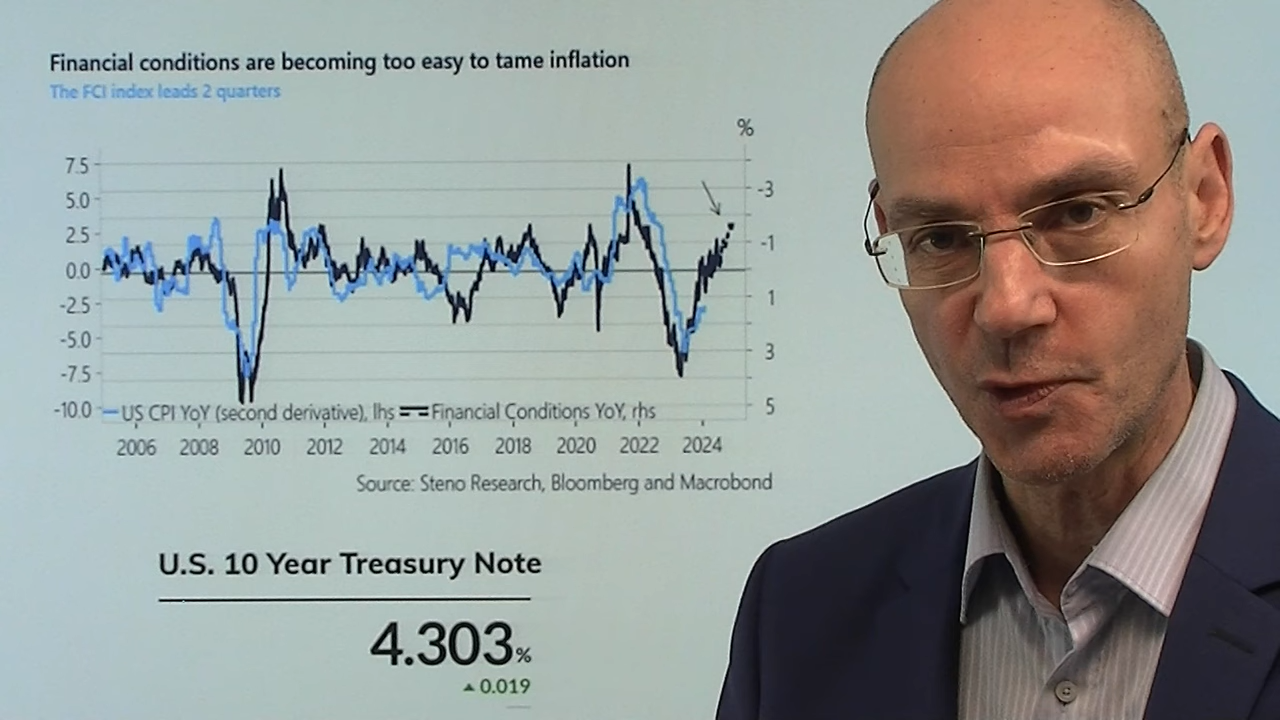 Financial conditions are becoming too easy to tame inflation
The FCI index leads 2 quarters
%
7.5
5.0
2.5
0.0
-2.5
-5.0
-7.5
-10.0
-3
-1
1
3
5
US CPI YoY (second derivative), lhs Financial Conditions YoY, rhs
2006 2008 2010 2012 2014 2016 2018 2020 2022 2024
Source: Steno Research, Bloomberg and Macrobond
U.S. 10 Year Treasury Note
4.303%
▲ 0.019